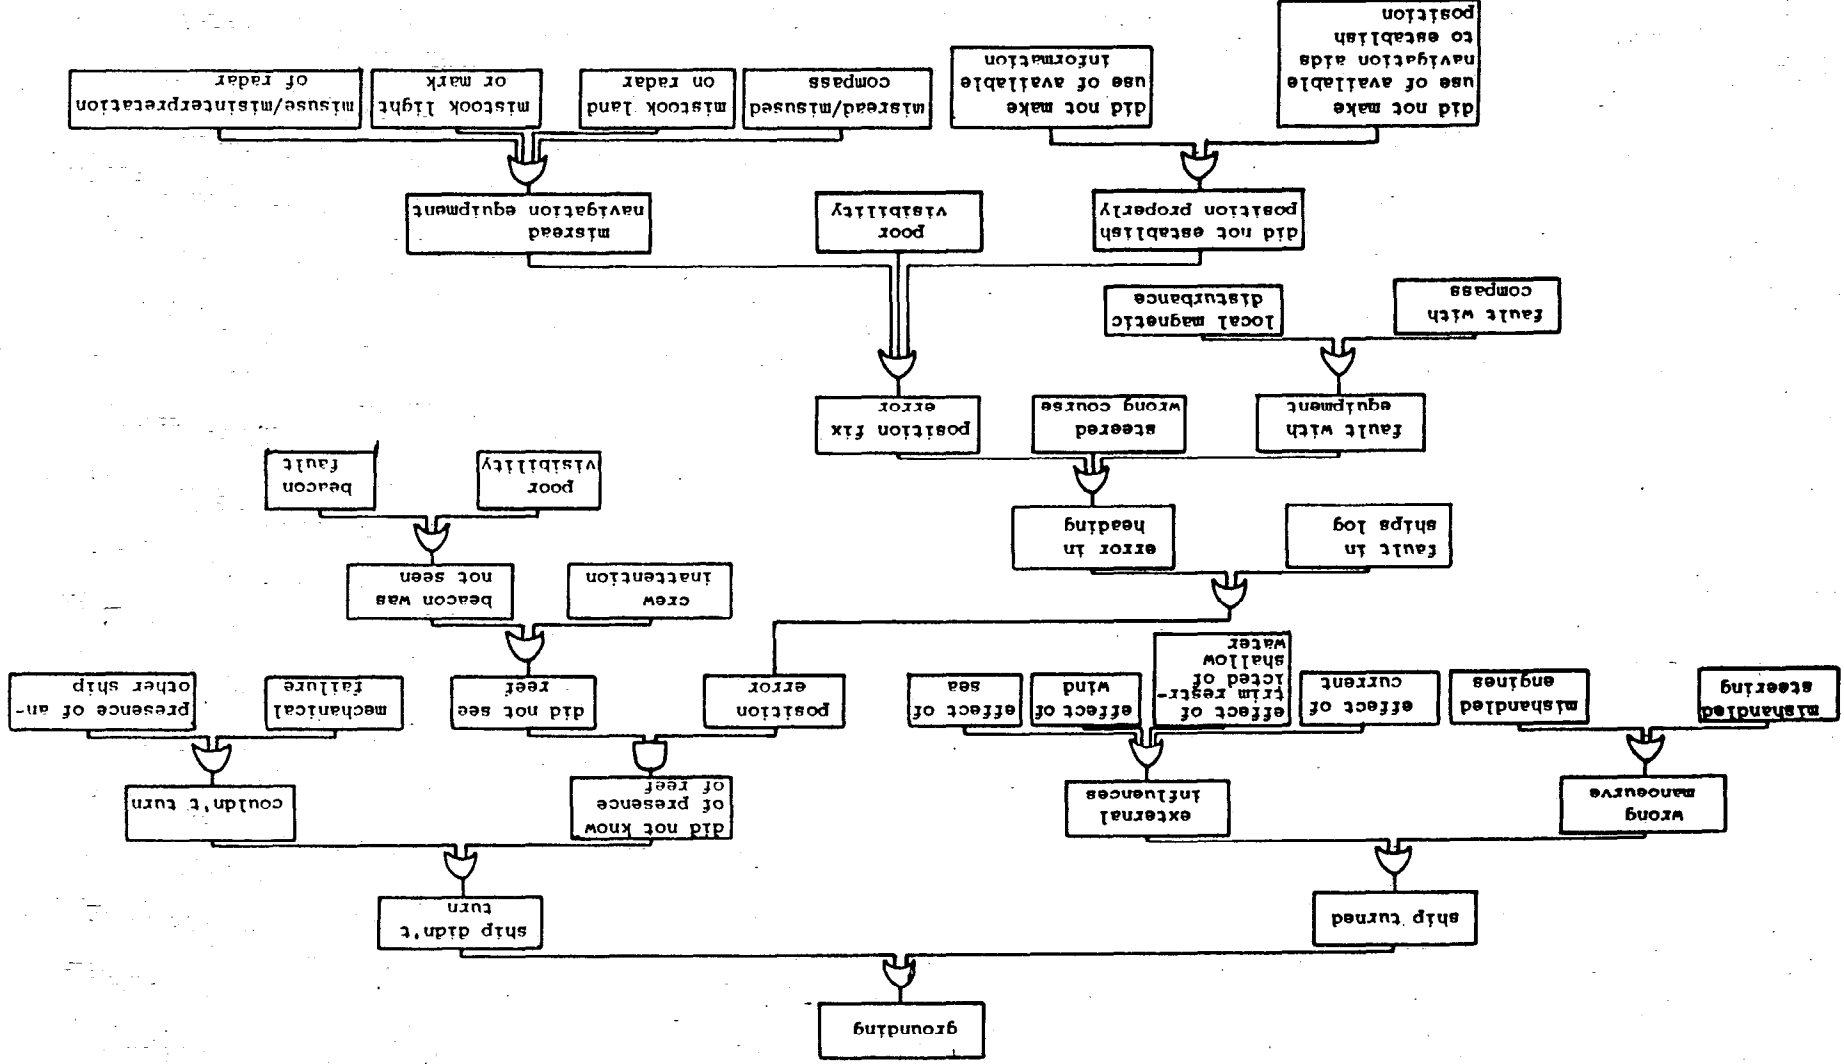 grounding
ship turned
ship didn't
turn
wrong
manoeurve
external
influences
did not know
of presence
of reef
couldn't turn
mishandled
steering
mishandled
engines
effect of
current
effect of
trim restr-
icted of
shallow
water
effect of
wind
effect of
sea
position
error
did not see
reef
mechanical
failure
presence of an-
other ship
crew
inattention
beacon was
not seen
fault in
ships log
error in
heading
poor
visibility
beacon
fault
fault with
equipment
steered
wrong course
position fix
error
fault with
compass
local magnetic
disturbance
did not establish
position properly
poor
visibility
misread
navigation equipment
did not make
use of available
navigation aids
to establish
position
did not make
use of available
information
misread/misused
compass
mistook land
on radar
mistook light
or mark
misuse/misinterpretation
of radar